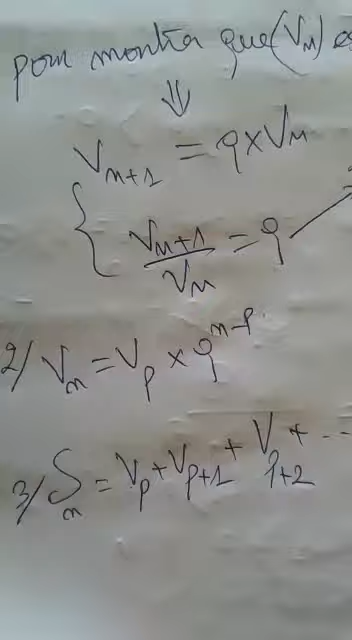 pour montrer que (Vn) es
⇓
Vn+1 = q×Vn
Vn+1/Vn = q
2/ Vn = Vp × q^n-p
3/ Sn = Vp + Vp+1 + Vp+2 + ...